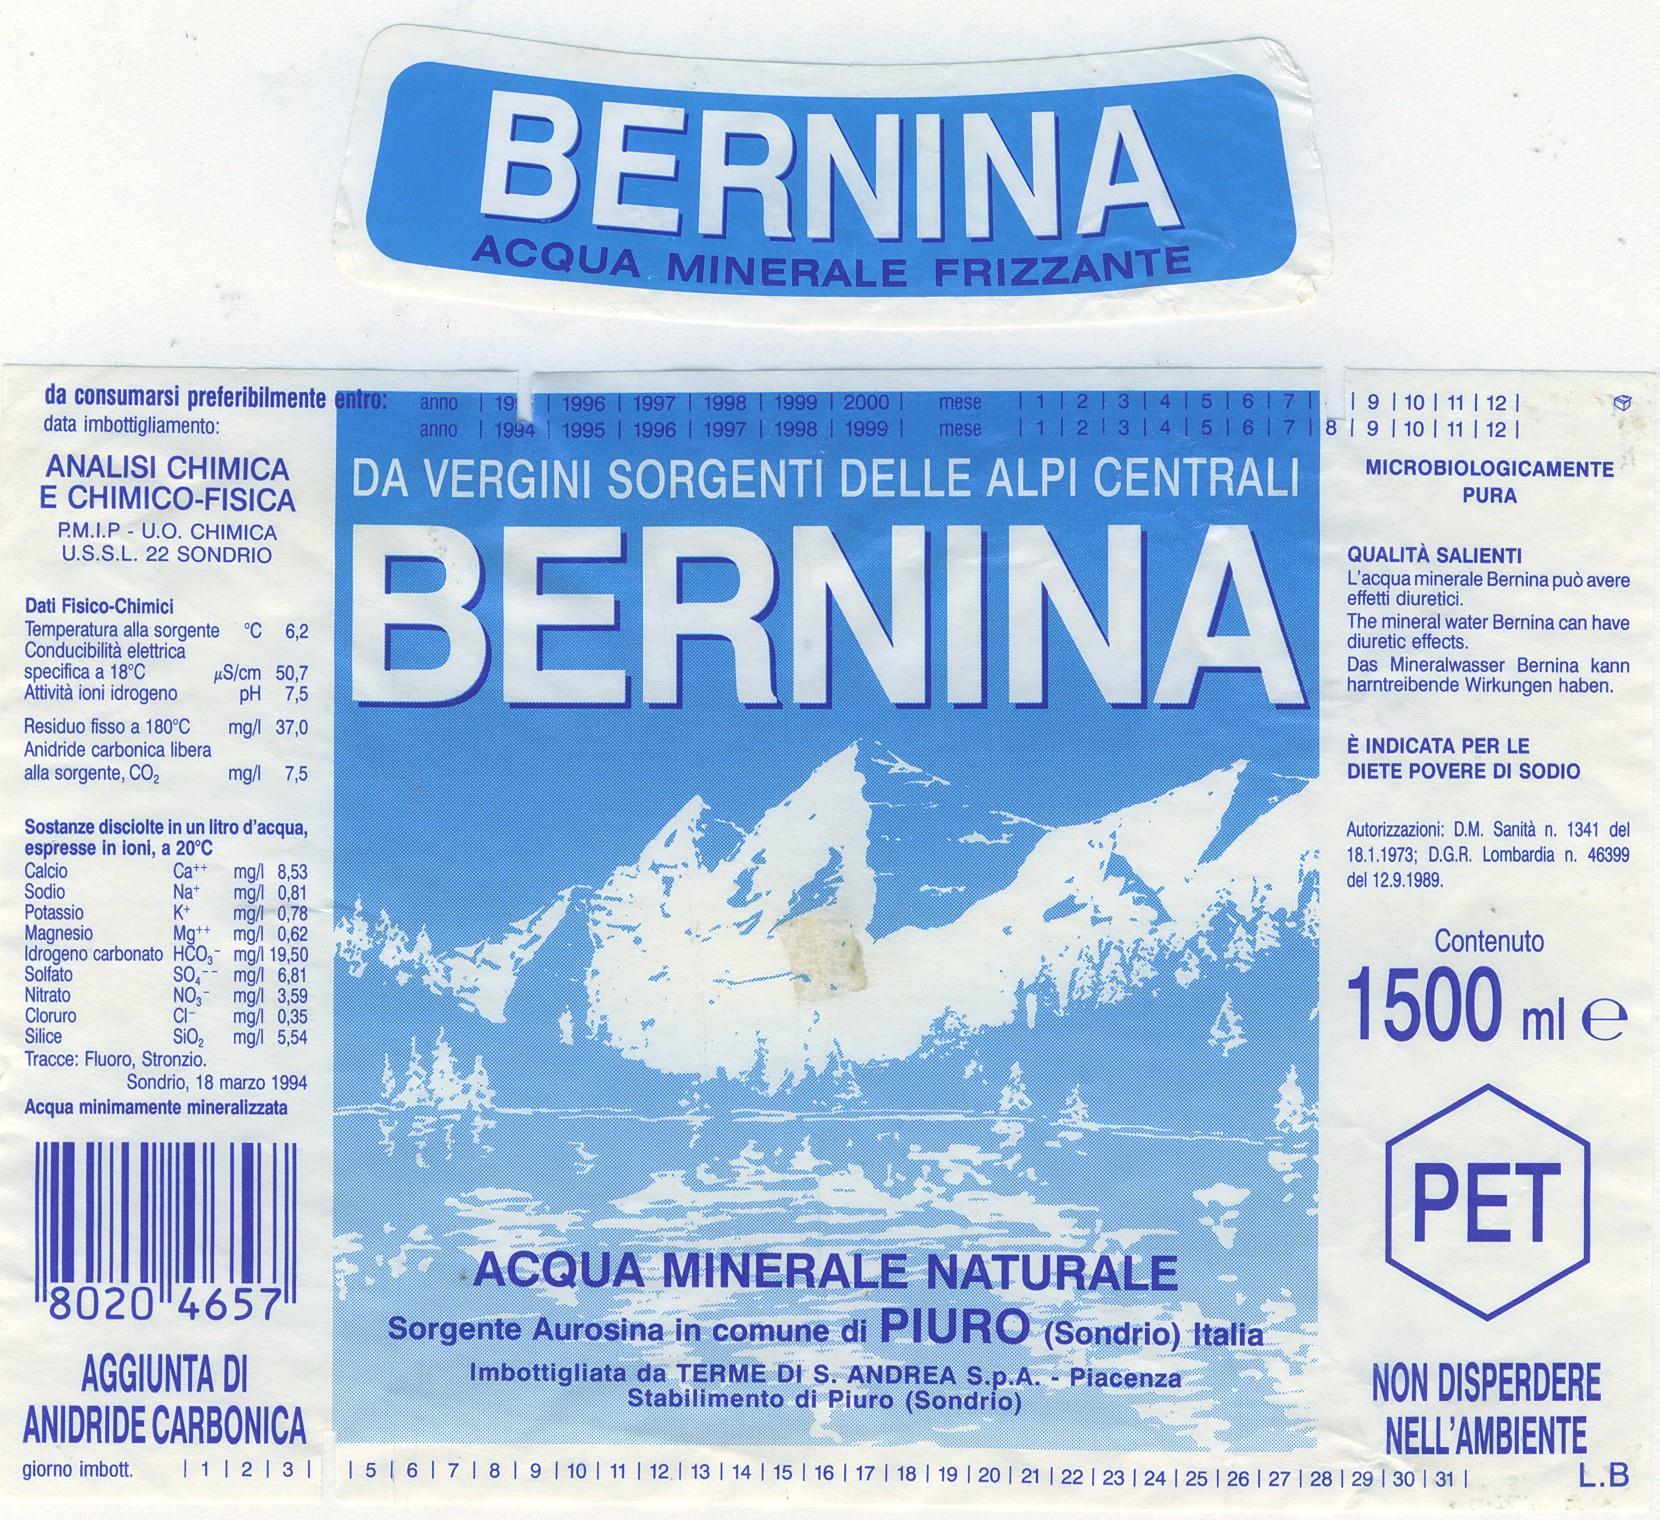 BERNINA
ACQUA MINERALE FRIZZANTE
da consumarsi preferibilmente entro: anno | 19 | 1996 | 1997 | 1998 | 1999 | 2000 | mese | 1 | 2 | 3 | 4 | 5 | 6 | 7 | | 9 | 10 | 11 | 12 |
data imbottigliamento: anno | 1994 | 1995 | 1996 | 1997 | 1998 | 1999 | mese | 1 | 2 | 3 | 4 | 5 | 6 | 7 | 8 | 9 | 10 | 11 | 12 |
ANALISI CHIMICA
E CHIMICO-FISICA
P.M.I.P - U.O. CHIMICA
U.S.S.L. 22 SONDRIO
Dati Fisico-Chimici
Temperatura alla sorgente °C 6,2
Conducibilità elettrica
specifica a 18°C µS/cm 50,7
Attività ioni idrogeno pH 7,5
Residuo fisso a 180°C mg/l 37,0
Anidride carbonica libera
alla sorgente, CO₂ mg/l 7,5
Sostanze disciolte in un litro d'acqua,
espresse in ioni, a 20°C
Calcio Ca⁺⁺ mg/l 8,53
Sodio Na⁺ mg/l 0,81
Potassio K⁺ mg/l 0,78
Magnesio Mg⁺⁺ mg/l 0,62
Idrogeno carbonato HCO₃⁻ mg/l 19,50
Solfato SO₄⁻⁻ mg/l 6,81
Nitrato NO₃⁻ mg/l 3,59
Cloruro Cl⁻ mg/l 0,35
Silice SiO₂ mg/l 5,54
Tracce: Fluoro, Stronzio.
Sondrio, 18 marzo 1994
Acqua minimamente mineralizzata
8020 4657
AGGIUNTA DI
ANIDRIDE CARBONICA
DA VERGINI SORGENTI DELLE ALPI CENTRALI
BERNINA
ACQUA MINERALE NATURALE
Sorgente Aurosina in comune di PIURO (Sondrio) Italia
Imbottigliata da TERME DI S. ANDREA S.p.A. - Piacenza
Stabilimento di Piuro (Sondrio)
MICROBIOLOGICAMENTE
PURA
QUALITÀ SALIENTI
L'acqua minerale Bernina può avere
effetti diuretici.
The mineral water Bernina can have
diuretic effects.
Das Mineralwasser Bernina kann
harntreibende Wirkungen haben.
È INDICATA PER LE
DIETE POVERE DI SODIO
Autorizzazioni: D.M. Sanità n. 1341 del
18.1.1973; D.G.R. Lombardia n. 46399
del 12.9.1989.
Contenuto
1500 ml ℮
PET
NON DISPERDERE
NELL'AMBIENTE
giorno imbott. | 1 | 2 | 3 | | 5 | 6 | 7 | 8 | 9 | 10 | 11 | 12 | 13 | 14 | 15 | 16 | 17 | 18 | 19 | 20 | 21 | 22 | 23 | 24 | 25 | 26 | 27 | 28 | 29 | 30 | 31 |
L.B